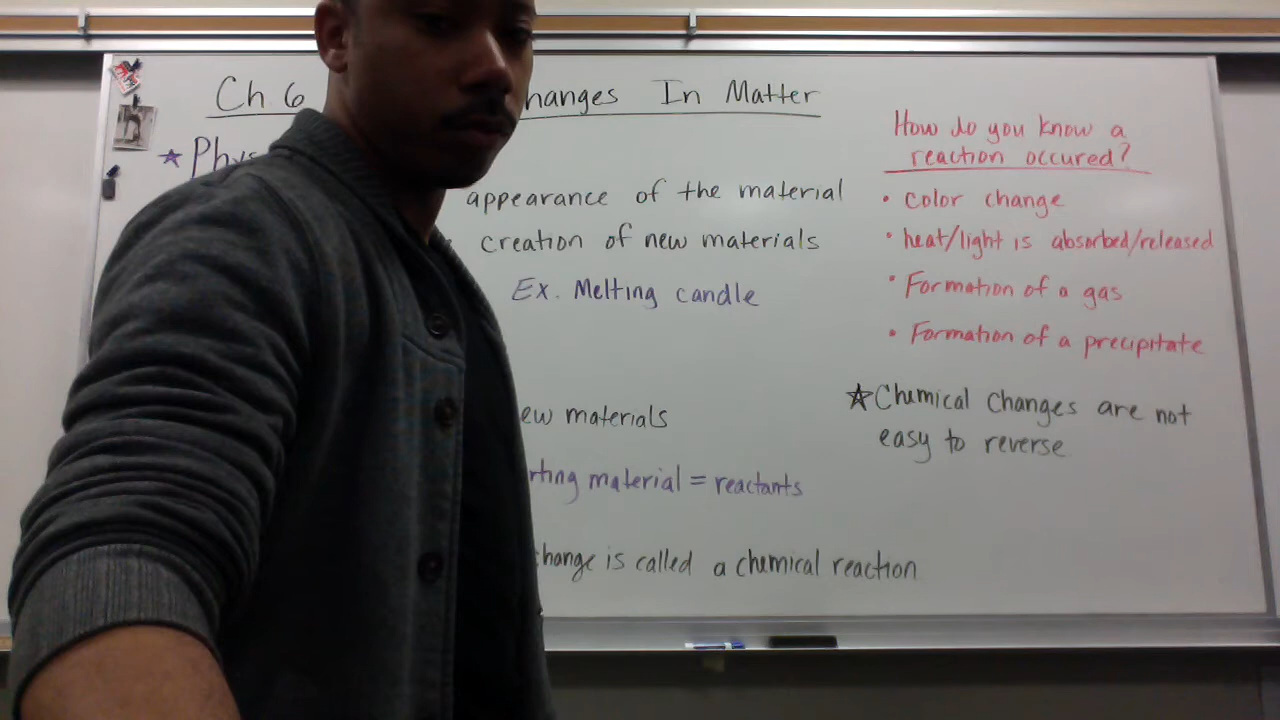 Ch 6 hanges In Matter
★ Phys
appearance of the material
creation of new materials
Ex. Melting candle
ew materials
rting material = reactants
change is called a chemical reaction
How do you know a
reaction occured?
• color change
• heat/light is absorbed/released
• Formation of a gas
• Formation of a precipitate
☆ Chemical changes are not
easy to reverse.